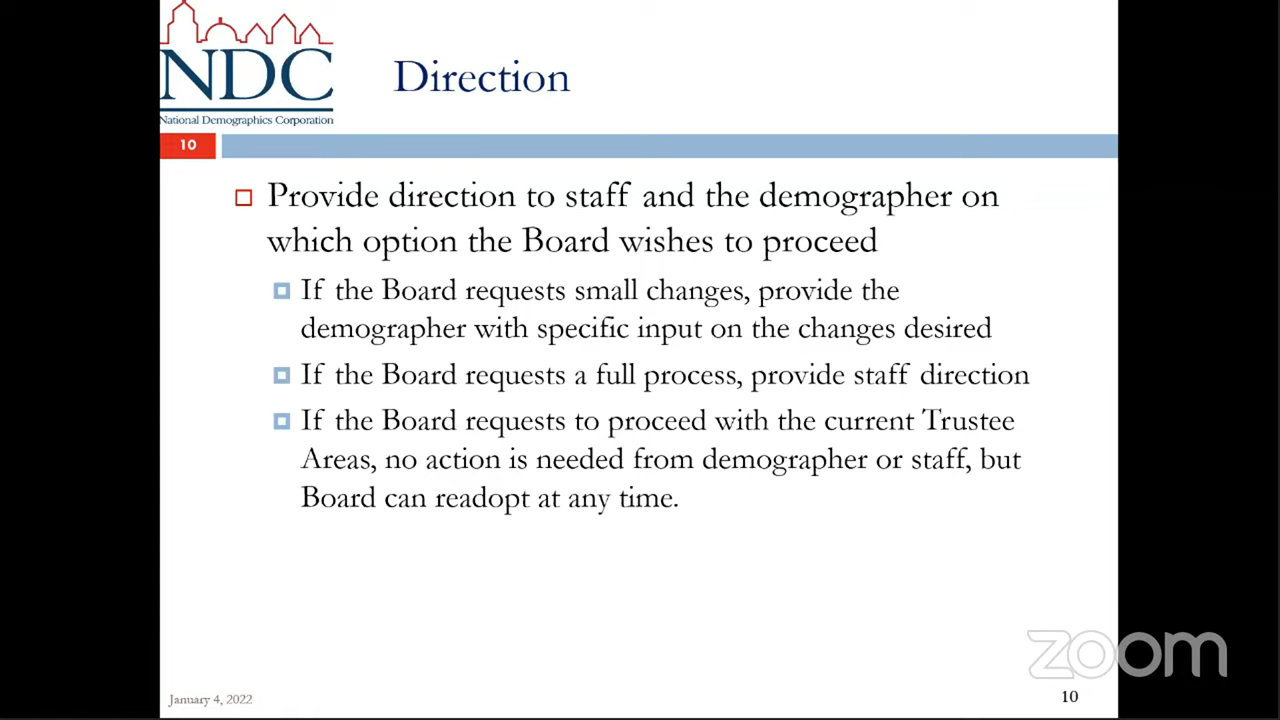 NDC
National Demographics Corporation
Direction
10
Provide direction to staff and the demographer on
which option the Board wishes to proceed
If the Board requests small changes, provide the
demographer with specific input on the changes desired
If the Board requests a full process, provide staff direction
If the Board requests to proceed with the current Trustee
Areas, no action is needed from demographer or staff, but
Board can readopt at any time.
zoom
January 4, 2022
10